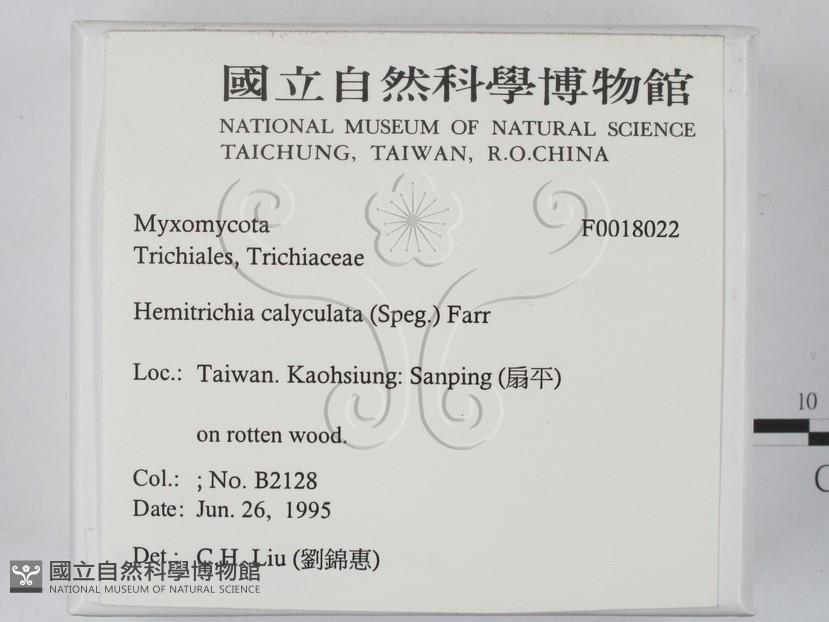 國立自然科學博物館
NATIONAL MUSEUM OF NATURAL SCIENCE
TAICHUNG, TAIWAN, R.O.CHINA
Myxomycota F0018022
Trichiales, Trichiaceae
Hemitrichia calyculata (Speg.) Farr
Loc.: Taiwan. Kaohsiung: Sanping (扇平)
on rotten wood.
Col.: ; No. B2128
Date: Jun. 26, 1995
Det.: C.H. Liu (劉錦惠)
10
國立自然科學博物館
NATIONAL MUSEUM OF NATURAL SCIENCE